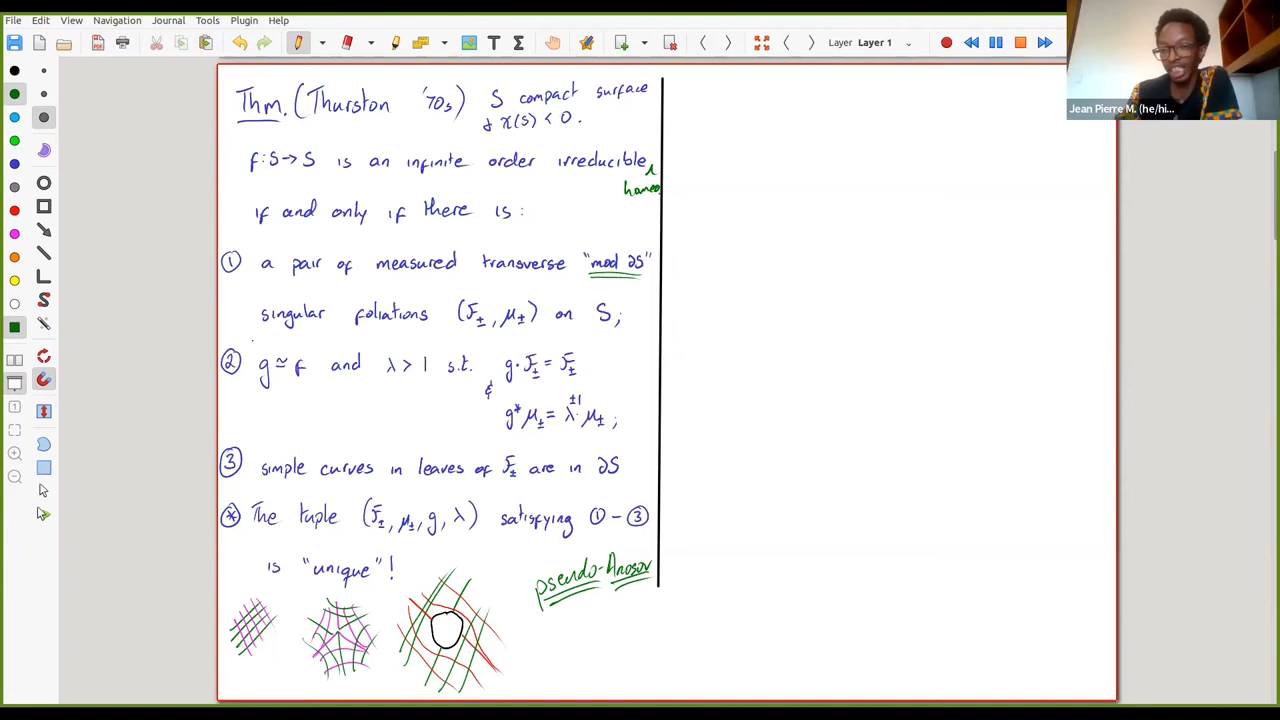 File Edit View Navigation Journal Tools Plugin Help
Layer Layer 1
Jean Pierre M. (he/hi...
Thm. (Thurston '70s) S compact surface
& χ(S) < 0.
f: S → S is an infinite order irreducible
homeo
if and only if there is:
① a pair of measured transverse "mod ∂S"
singular foliations (F±, μ±) on S;
② g ≃ f and λ > 1 s.t. g·F± = F±
& g*μ± = λ^±1·μ±;
③ simple curves in leaves of F± are in ∂S
⊛ The tuple (F±, μ±, g, λ) satisfying ① – ③
is "unique"!
pseudo-Anosov